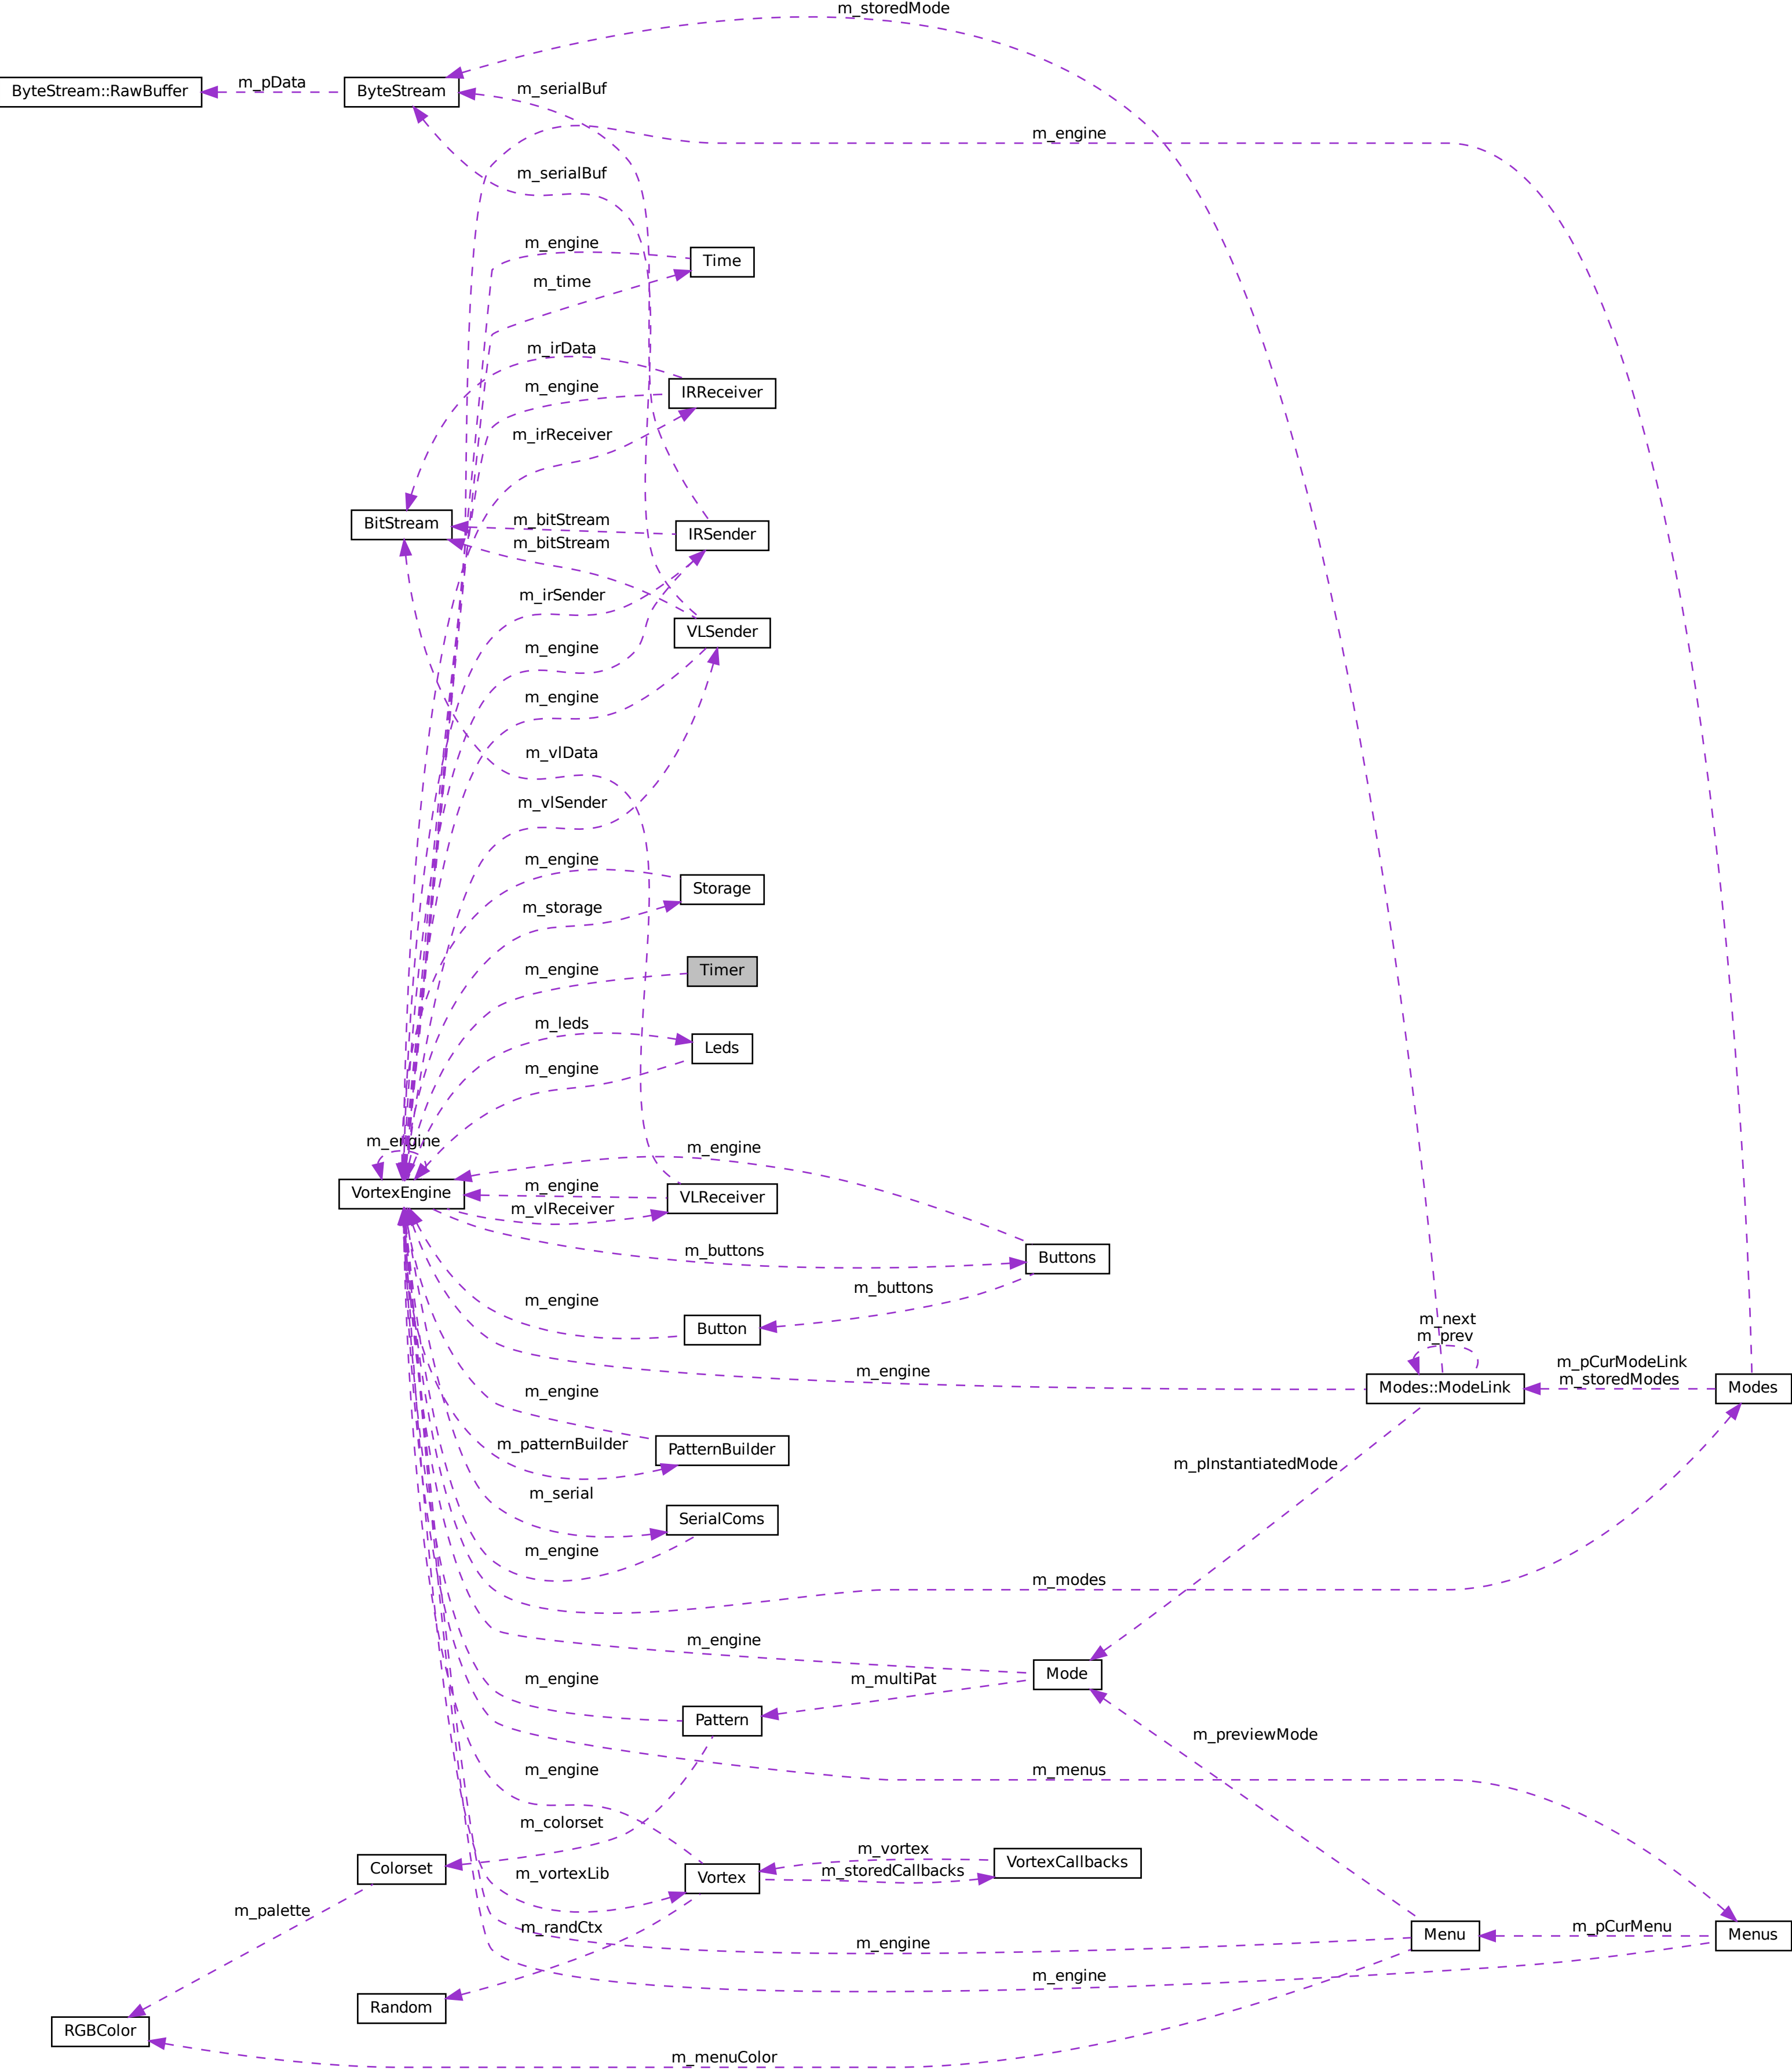 m_storedMode
ByteStream::RawBuffer
m_pData
ByteStream
m_serialBuf
m_engine
m_serialBuf
m_engine
Time
m_time
m_irData
m_engine
IRReceiver
m_irReceiver
BitStream
m_bitStream
IRSender
m_bitStream
m_irSender
VLSender
m_engine
m_engine
m_vlData
m_vlSender
m_engine
Storage
m_storage
m_engine
Timer
m_leds
Leds
m_engine
m_engine
m_engine
VortexEngine
m_engine
VLReceiver
m_vlReceiver
m_buttons
Buttons
m_buttons
m_engine
Button
m_next
m_prev
m_engine
Modes::ModeLink
m_pCurModeLink
m_storedModes
Modes
m_engine
m_patternBuilder
PatternBuilder
m_pInstantiatedMode
m_serial
SerialComs
m_engine
m_modes
m_engine
Mode
m_engine
m_multiPat
Pattern
m_previewMode
m_engine
m_menus
m_colorset
Colorset
m_vortexLib
Vortex
m_vortex
m_storedCallbacks
VortexCallbacks
m_palette
m_randCtx
m_engine
Menu
m_pCurMenu
Menus
m_engine
Random
RGBColor
m_menuColor